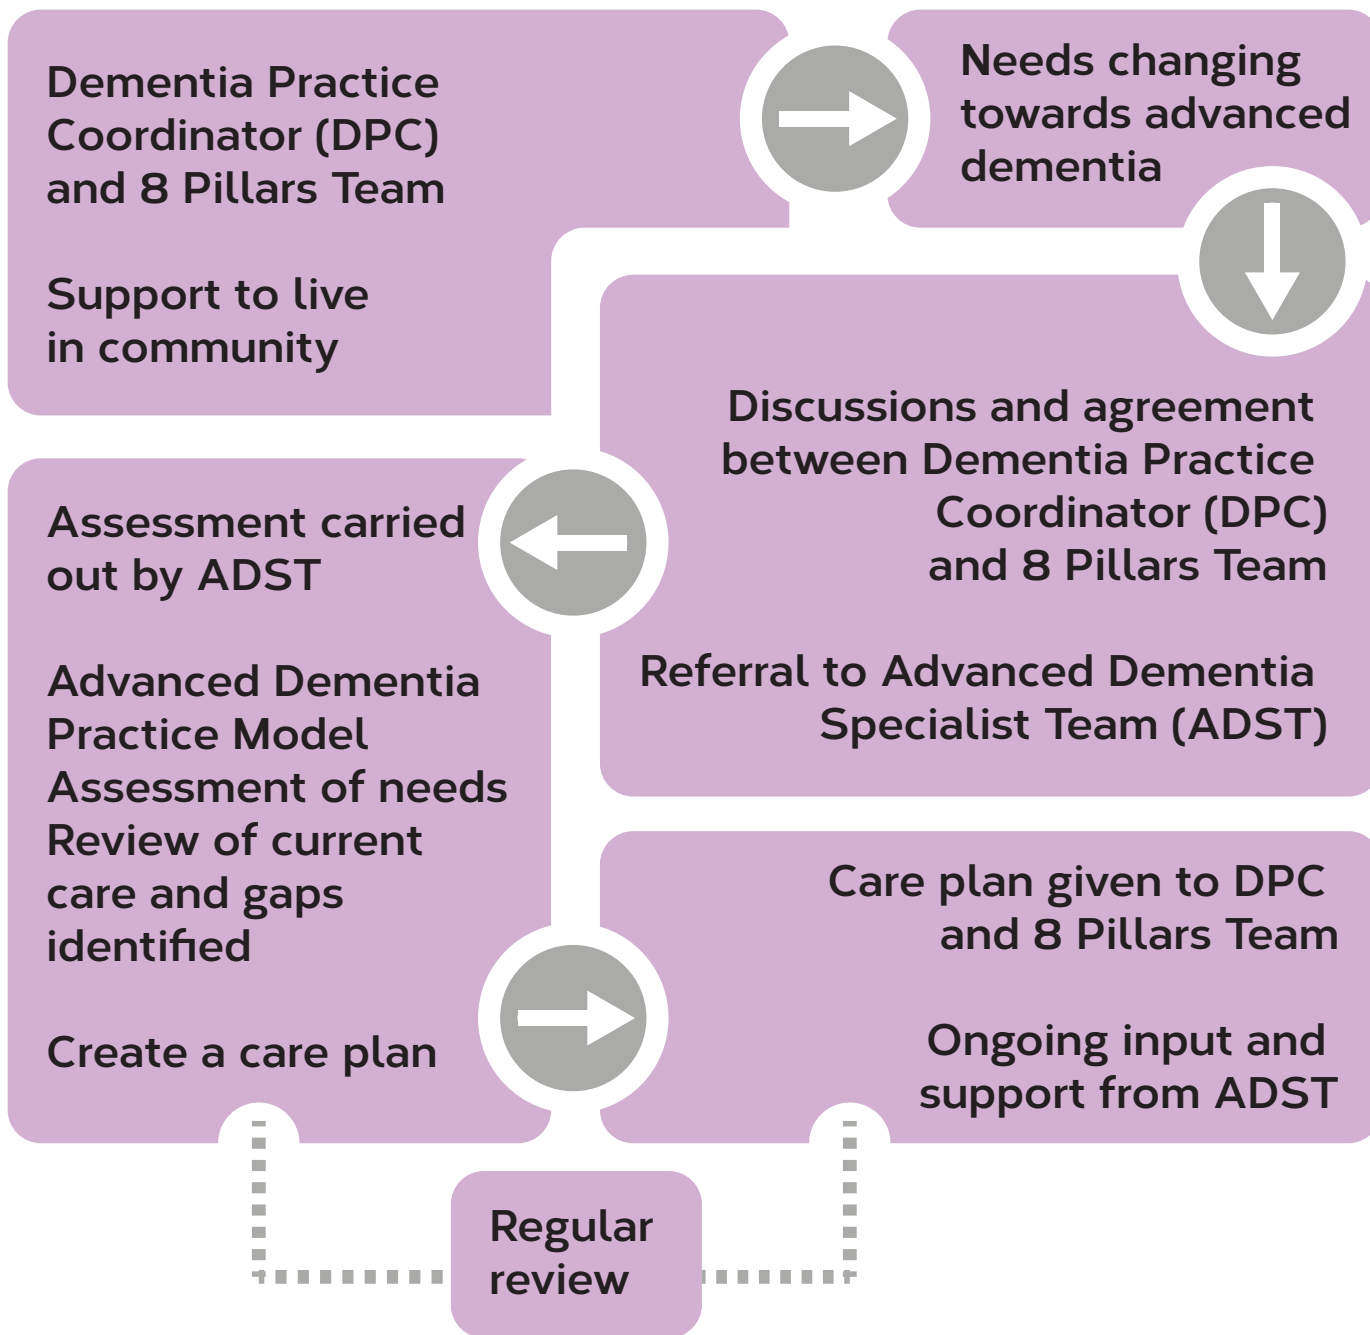 Dementia Practice
Coordinator (DPC)
and 8 Pillars Team
Support to live
in community
Needs changing
towards advanced
dementia
Discussions and agreement
between Dementia Practice
Coordinator (DPC)
and 8 Pillars Team
Referral to Advanced Dementia
Specialist Team (ADST)
Assessment carried
out by ADST
Advanced Dementia
Practice Model
Assessment of needs
Review of current
care and gaps
identified
Create a care plan
Care plan given to DPC
and 8 Pillars Team
Ongoing input and
support from ADST
Regular
review